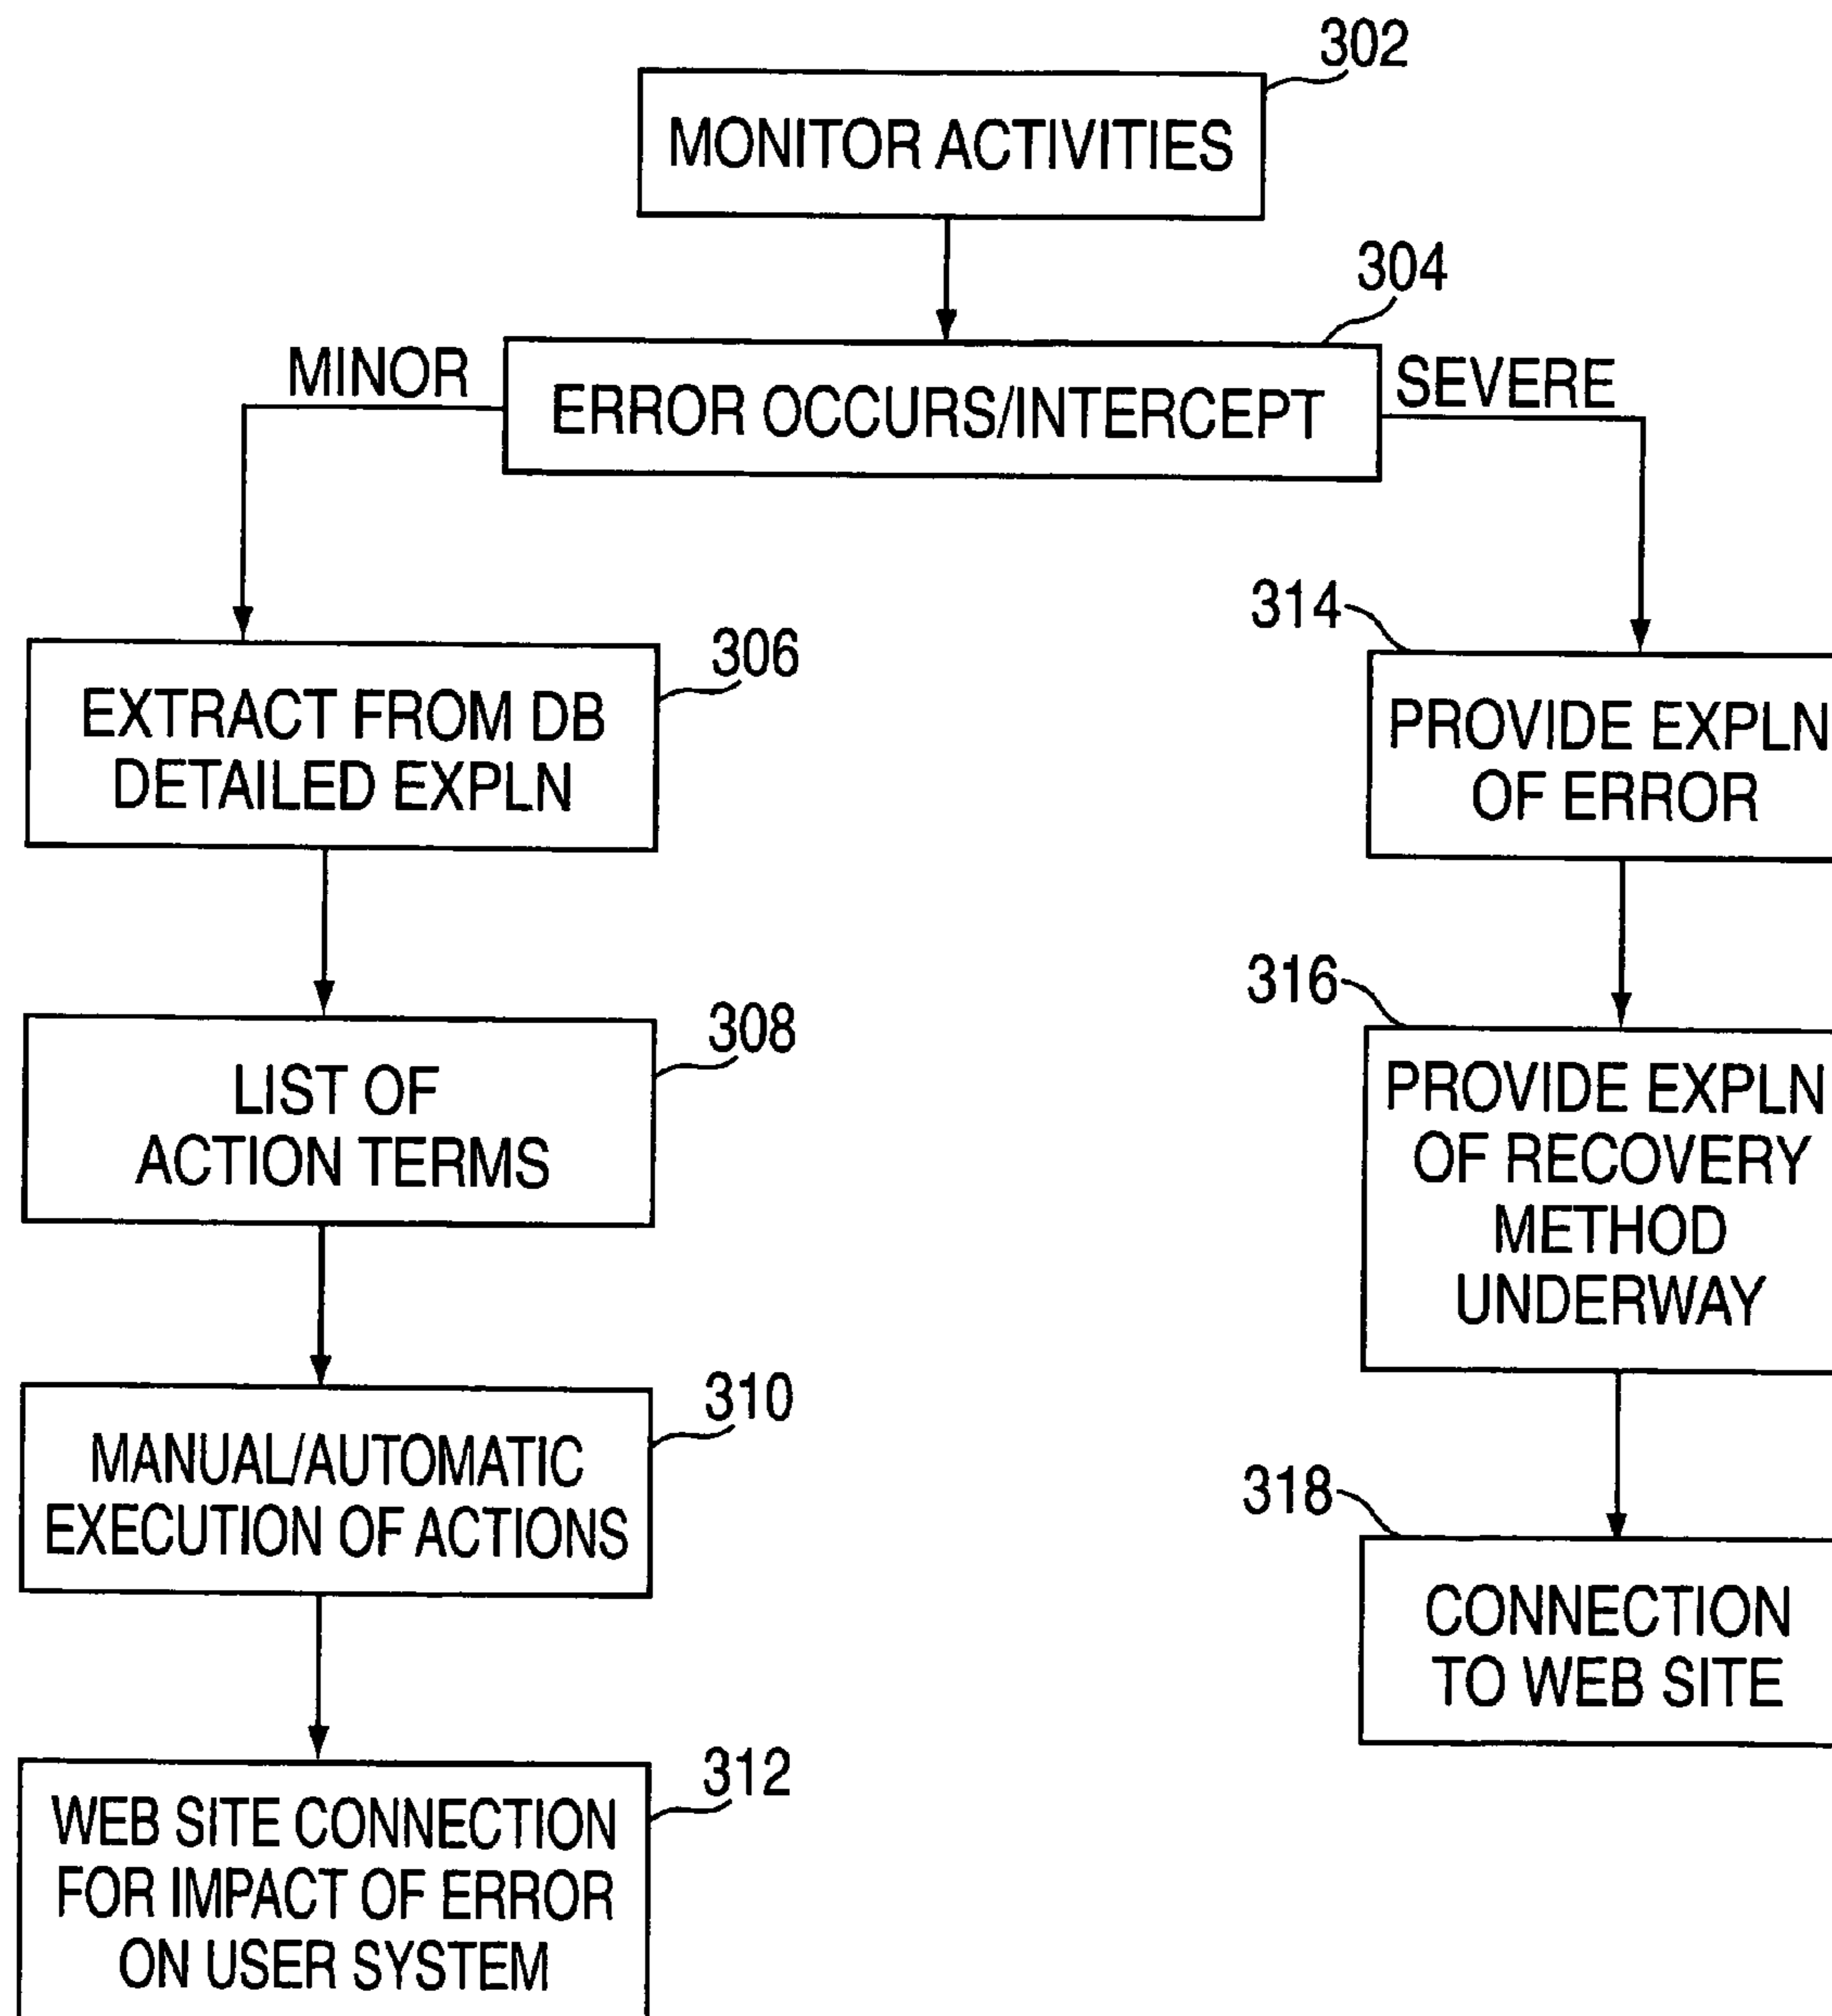 302
MONITOR ACTIVITIES
304
MINOR
ERROR OCCURS/INTERCEPT
SEVERE
306
EXTRACT FROM DB
DETAILED EXPLN
308
LIST OF
ACTION TERMS
310
MANUAL/AUTOMATIC
EXECUTION OF ACTIONS
312
WEB SITE CONNECTION
FOR IMPACT OF ERROR
ON USER SYSTEM
314
PROVIDE EXPLN
OF ERROR
316
PROVIDE EXPLN
OF RECOVERY
METHOD
UNDERWAY
318
CONNECTION
TO WEB SITE